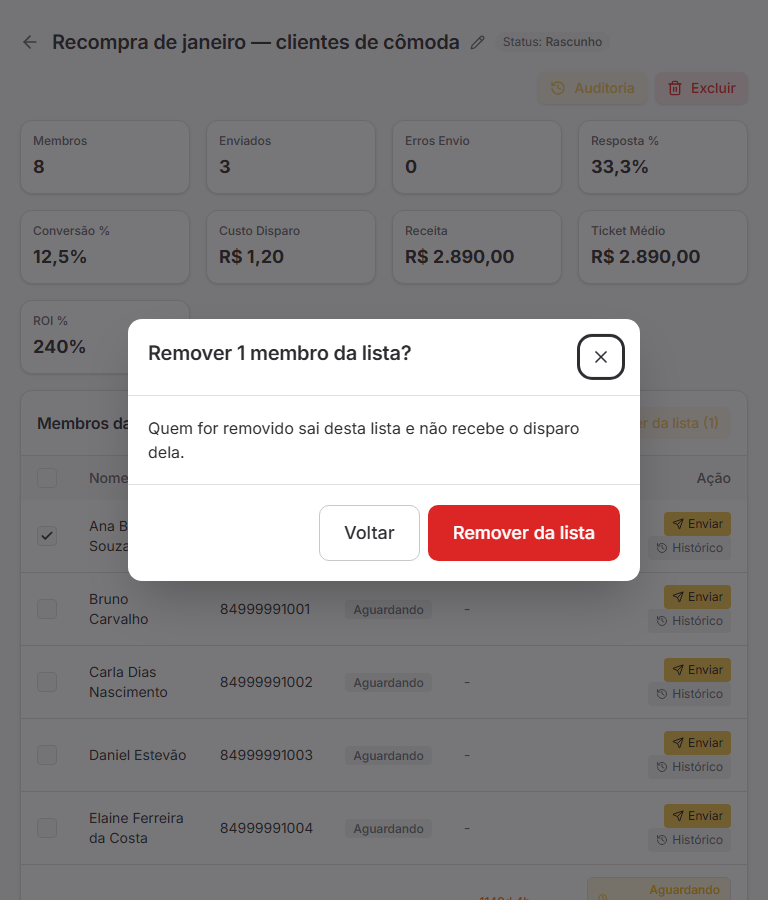 Recompra de janeiro — clientes de cômoda
Status: Rascunho
Auditoria
Excluir
Membros
8
Enviados
3
Erros Envio
0
Resposta %
33,3%
Conversão %
12,5%
Custo Disparo
R$ 1,20
Receita
R$ 2.890,00
Ticket Médio
R$ 2.890,00
ROI %
240%
Remover 1 membro da lista?
Quem for removido sai desta lista e não recebe o disparo
dela.
Voltar
Remover da lista
Membros da
da lista (1)
Nome
Ação
Ana
Souza
Enviar
Histórico
Bruno
Carvalho
84999991001
Aguardando
-
Enviar
Histórico
Carla Dias
Nascimento
84999991002
Aguardando
-
Enviar
Histórico
Daniel Estevão
84999991003
Aguardando
-
Enviar
Histórico
Elaine Ferreira
da Costa
84999991004
Aguardando
-
Enviar
Histórico
Aguardando